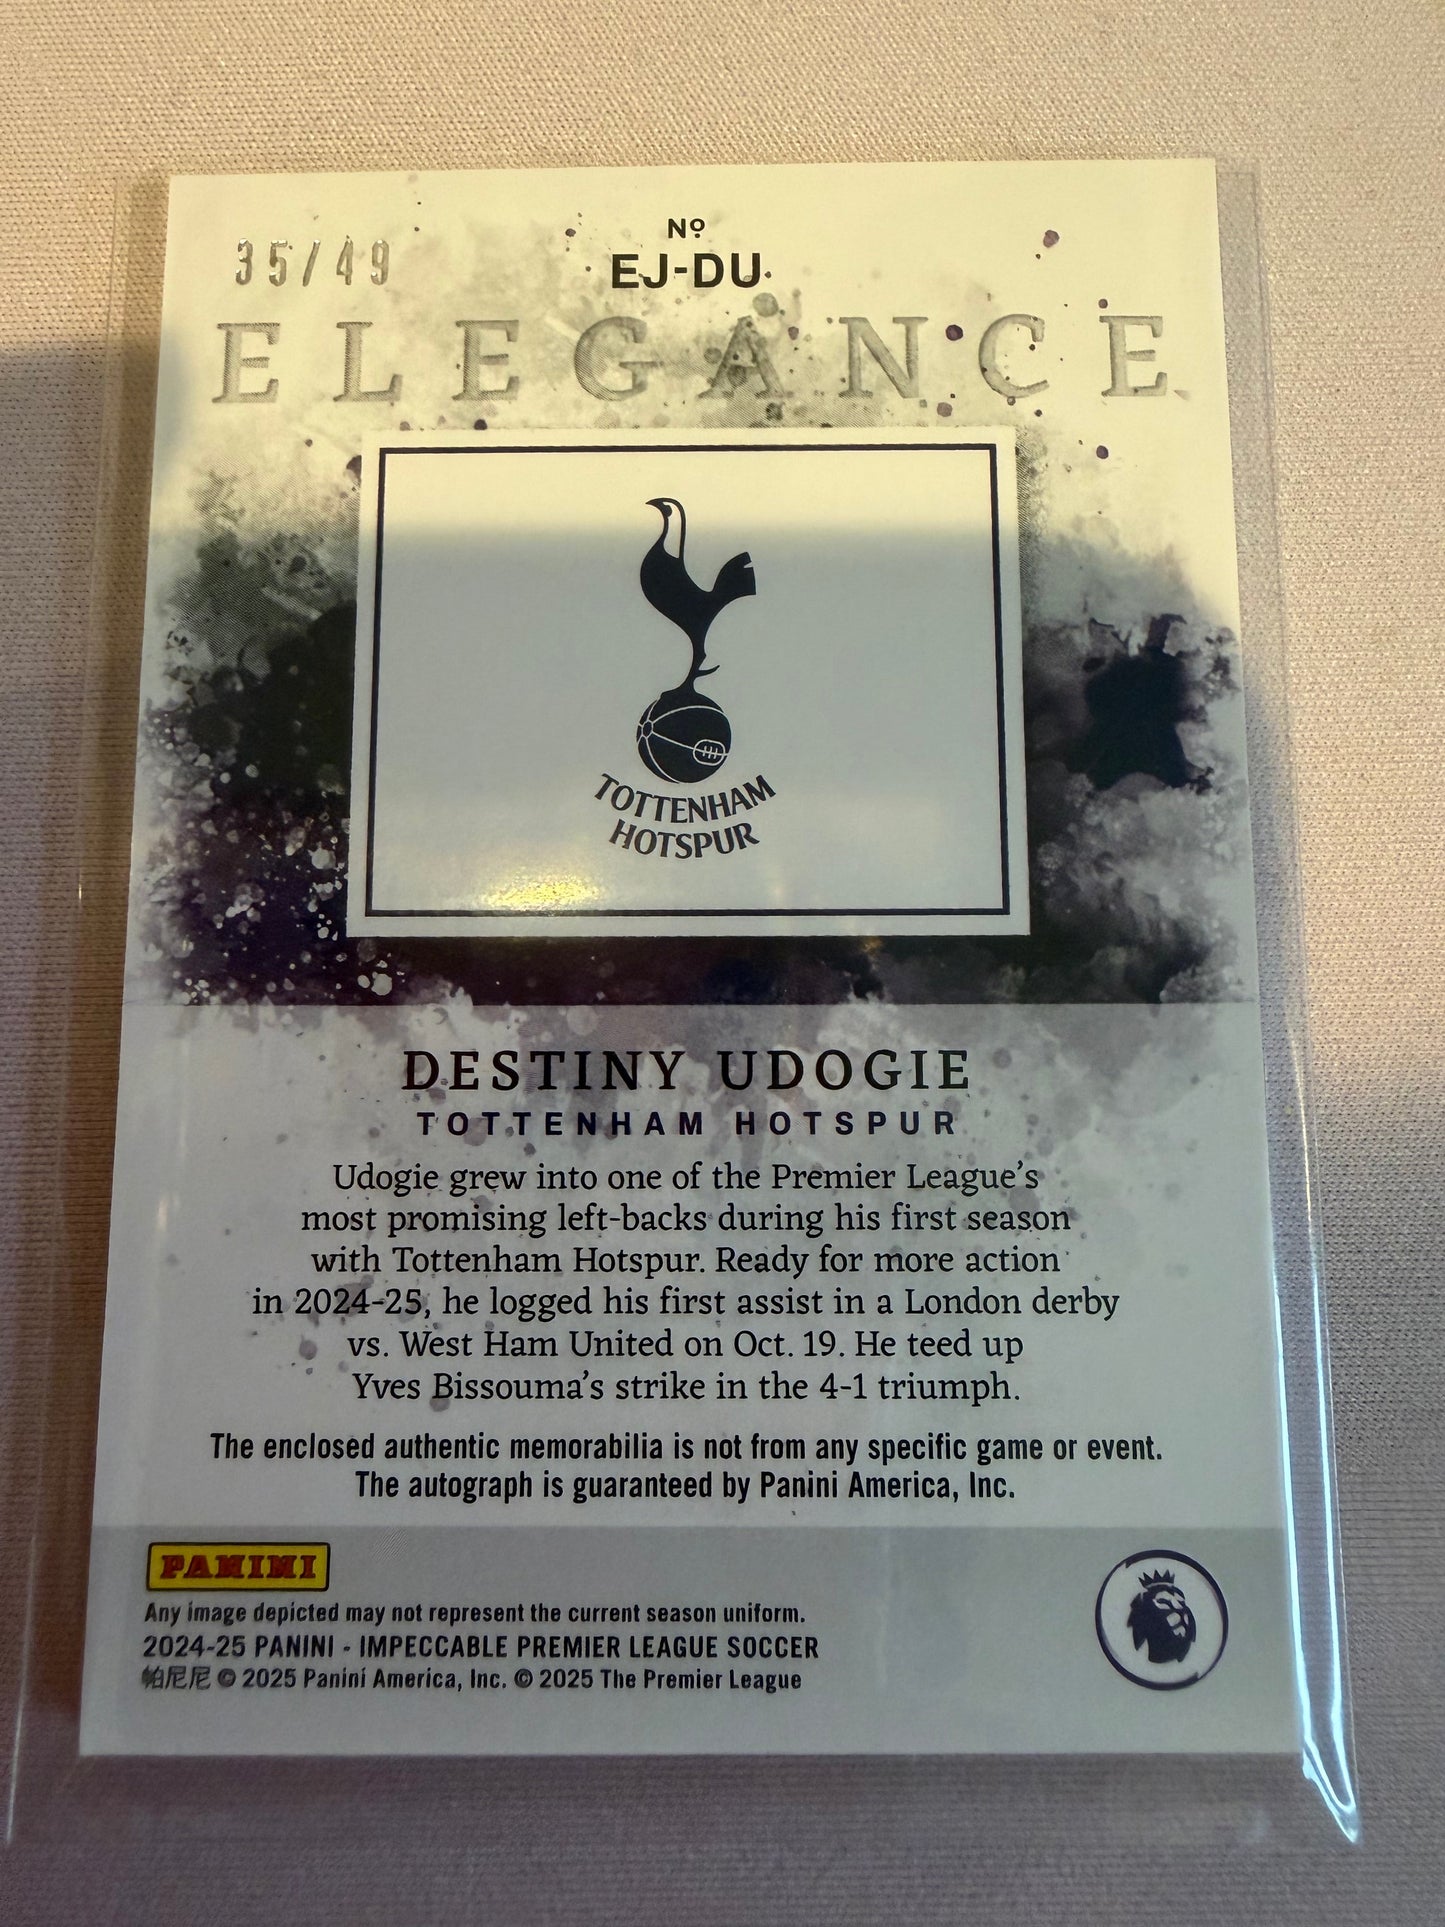 35/49
Nº
EJ-DU
ELEGANCE
TOTTENHAM
HOTSPUR
DESTINY UDOGIE
TOTTENHAM HOTSPUR
Udogie grew into one of the Premier League's
most promising left-backs during his first season
with Tottenham Hotspur. Ready for more action
in 2024-25, he logged his first assist in a London derby
vs. West Ham United on Oct. 19. He teed up
Yves Bissouma's strike in the 4-1 triumph.
The enclosed authentic memorabilia is not from any specific game or event.
The autograph is guaranteed by Panini America, Inc.
PANINI
Any image depicted may not represent the current season uniform.
2024-25 PANINI - IMPECCABLE PREMIER LEAGUE SOCCER
帕尼尼 © 2025 Panini America, Inc. © 2025 The Premier League